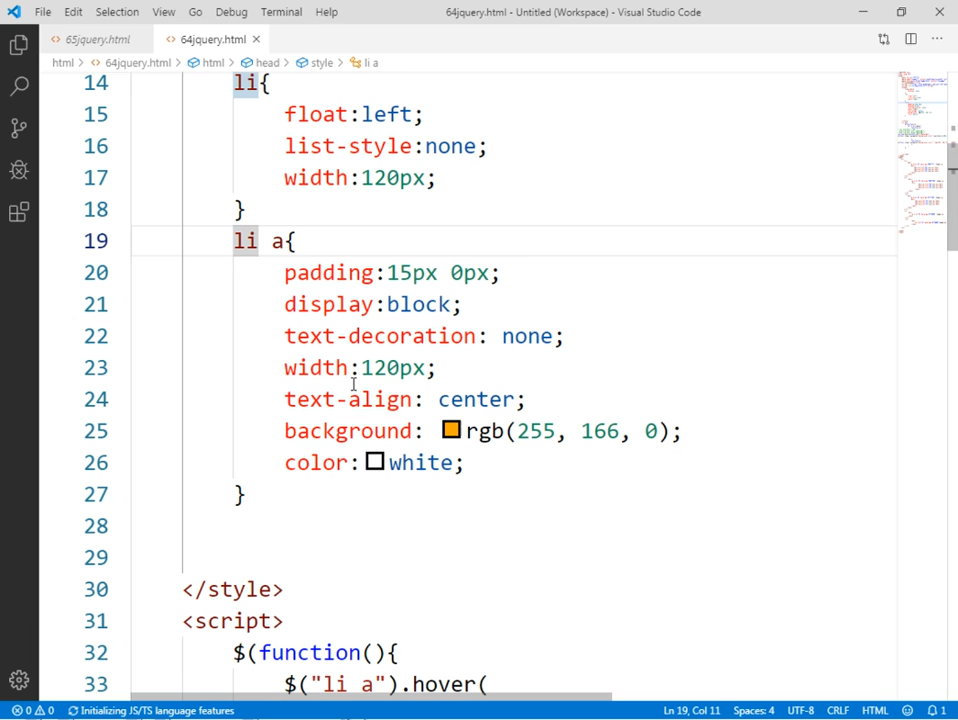 File Edit Selection View Go Debug Terminal Help 64jquery.html - Untitled (Workspace) - Visual Studio Code
65jquery.html 64jquery.html
html > 64jquery.html > html > head > style > li a
14 li{
15 float:left;
16 list-style:none;
17 width:120px;
18 }
19 li a{
20 padding:15px 0px;
21 display:block;
22 text-decoration: none;
23 width:120px;
24 text-align: center;
25 background: rgb(255, 166, 0);
26 color: white;
27 }
28
29
30 </style>
31 <script>
32 $(function(){
33 $("li a").hover(
0 0 Initializing JS/TS language features Ln 19, Col 11 Spaces: 4 UTF-8 CRLF HTML 1